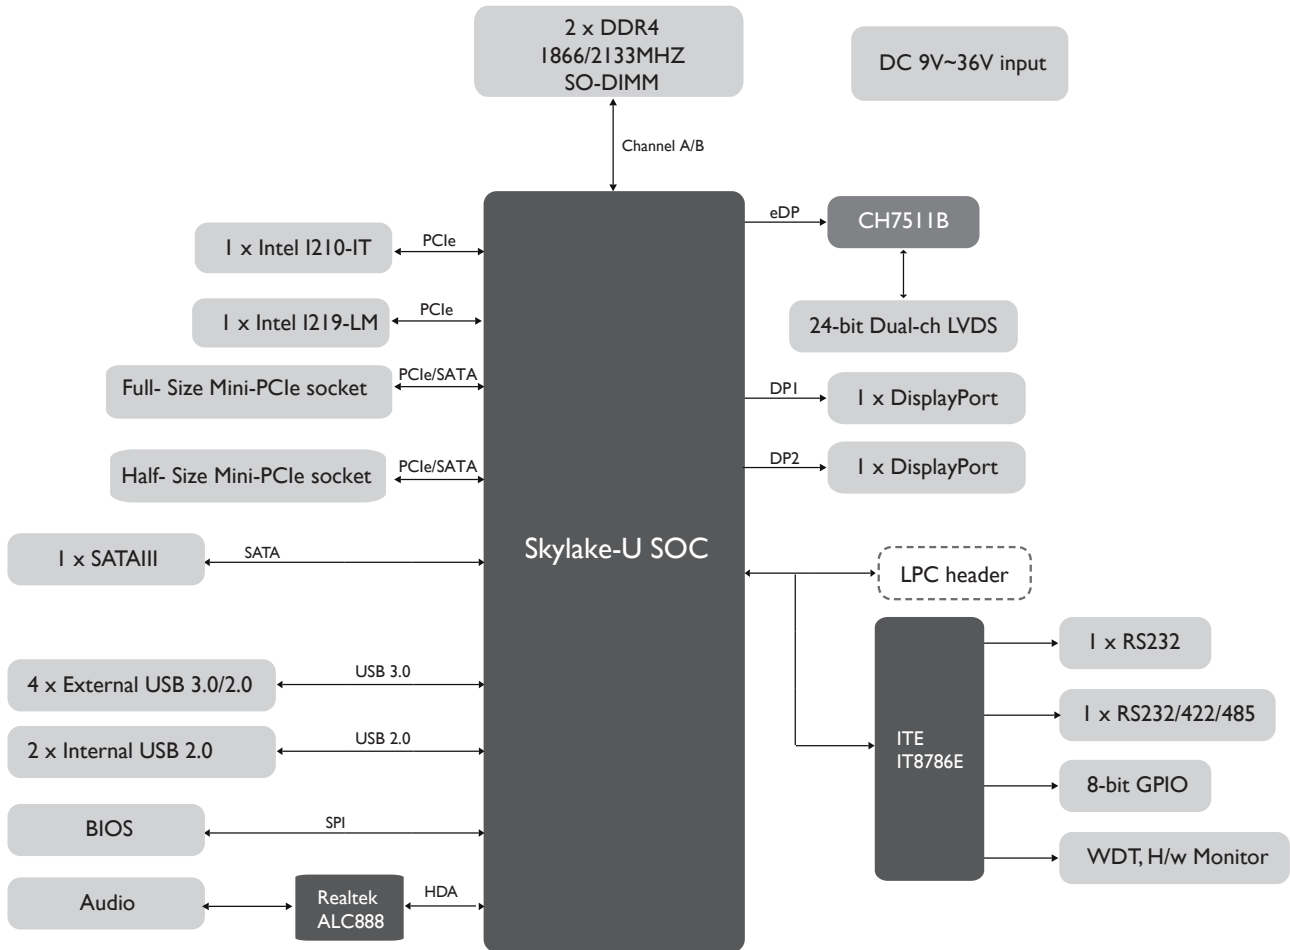 2 x DDR4
1866/2133MHZ
SO-DIMM
DC 9V~36V input
Channel A/B
eDP
CH7511B
1 x Intel I210-IT
PCIe
1 x Intel I219-LM
PCIe
24-bit Dual-ch LVDS
Full- Size Mini-PCIe socket
PCIe/SATA
DP1
1 x DisplayPort
Half- Size Mini-PCIe socket
PCIe/SATA
DP2
1 x DisplayPort
1 x SATAIII
SATA
Skylake-U SOC
LPC header
1 x RS232
4 x External USB 3.0/2.0
USB 3.0
1 x RS232/422/485
2 x Internal USB 2.0
USB 2.0
ITE
IT8786E
8-bit GPIO
BIOS
SPI
WDT, H/w Monitor
Audio
Realtek
ALC888
HDA